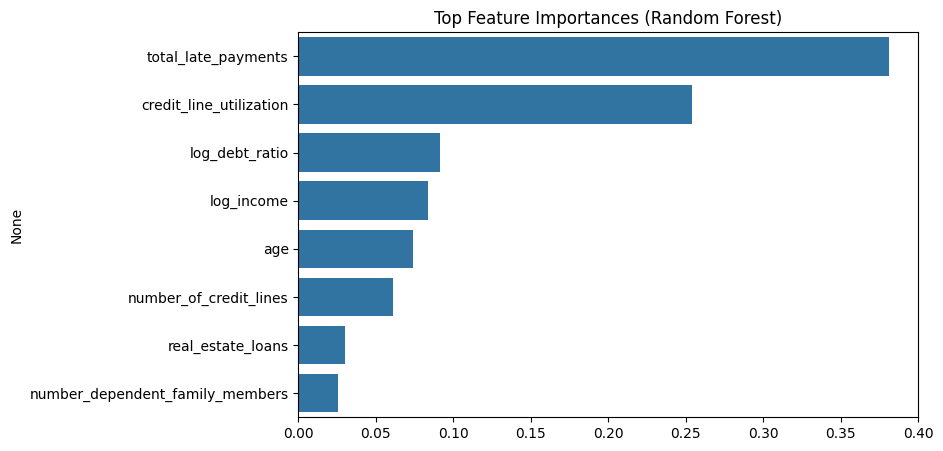 Top Feature Importances (Random Forest)
total_late_payments
credit_line_utilization
log_debt_ratio
log_income
age
number_of_credit_lines
real_estate_loans
number_dependent_family_members
None
0.00 0.05 0.10 0.15 0.20 0.25 0.30 0.35 0.40